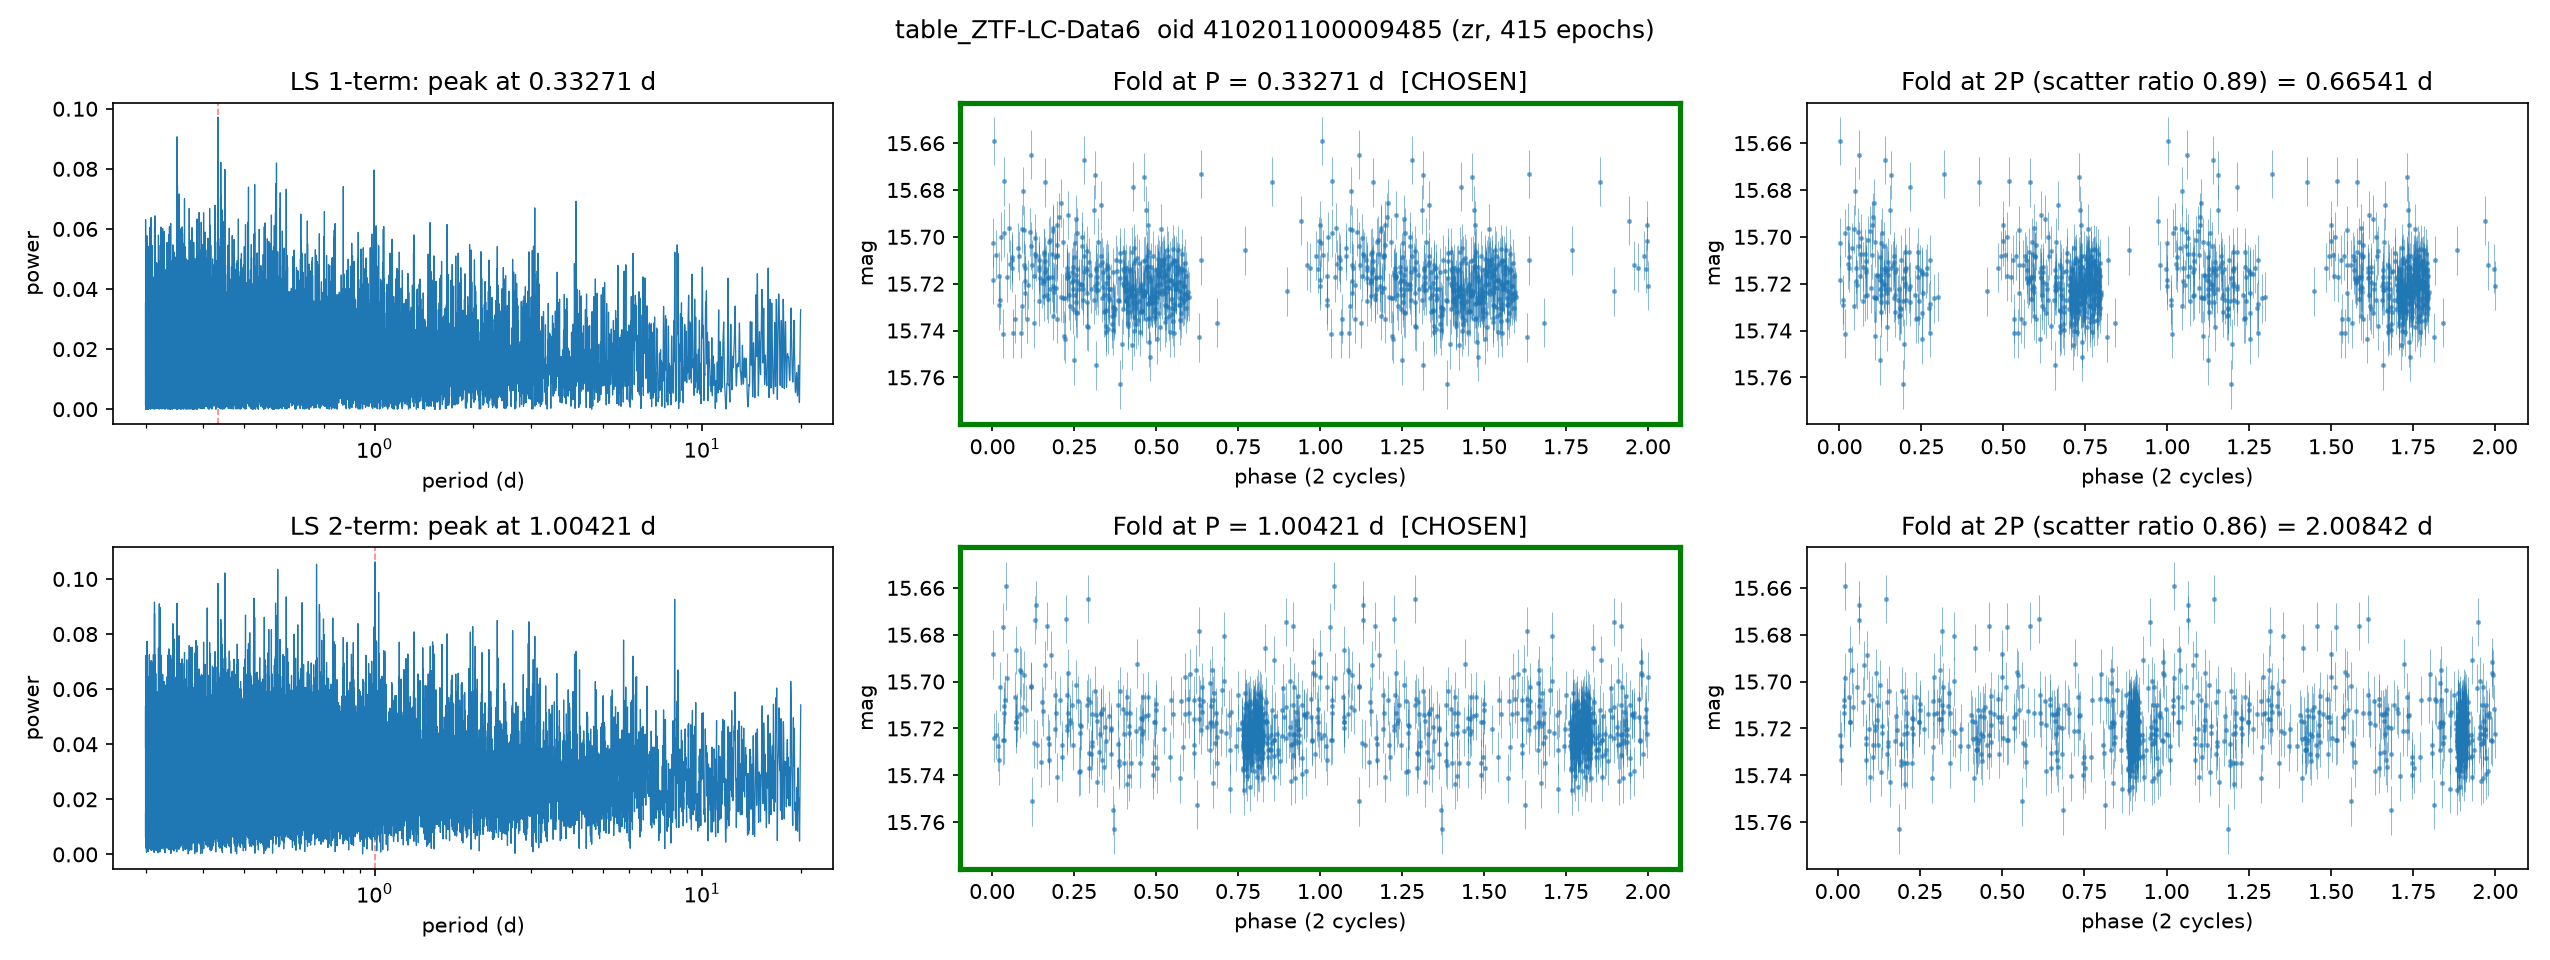 table_ZTF-LC-Data6  oid 410201100009485 (zr, 415 epochs)
LS 1-term: peak at 0.33271 d
Fold at P = 0.33271 d  [CHOSEN]
Fold at 2P (scatter ratio 0.89) = 0.66541 d
0.10
0.08
0.06
0.04
0.02
0.00
power
10⁰
10¹
period (d)
15.66
15.68
15.70
15.72
15.74
15.76
mag
0.00 0.25 0.50 0.75 1.00 1.25 1.50 1.75 2.00
phase (2 cycles)
15.66
15.68
15.70
15.72
15.74
15.76
mag
0.00 0.25 0.50 0.75 1.00 1.25 1.50 1.75 2.00
phase (2 cycles)
LS 2-term: peak at 1.00421 d
Fold at P = 1.00421 d  [CHOSEN]
Fold at 2P (scatter ratio 0.86) = 2.00842 d
0.10
0.08
0.06
0.04
0.02
0.00
power
10⁰
10¹
period (d)
15.66
15.68
15.70
15.72
15.74
15.76
mag
0.00 0.25 0.50 0.75 1.00 1.25 1.50 1.75 2.00
phase (2 cycles)
15.66
15.68
15.70
15.72
15.74
15.76
mag
0.00 0.25 0.50 0.75 1.00 1.25 1.50 1.75 2.00
phase (2 cycles)